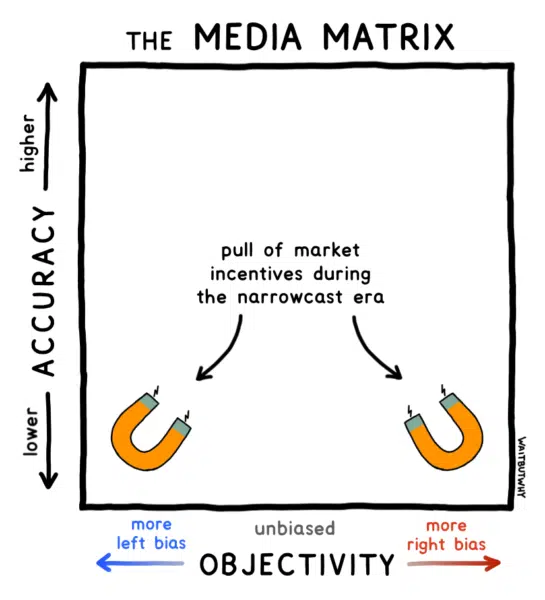 THE MEDIA MATRIX
higher
ACCURACY
lower
pull of market
incentives during
the narrowcast era
WAITBUTWHY
more
left bias
unbiased
more
right bias
OBJECTIVITY